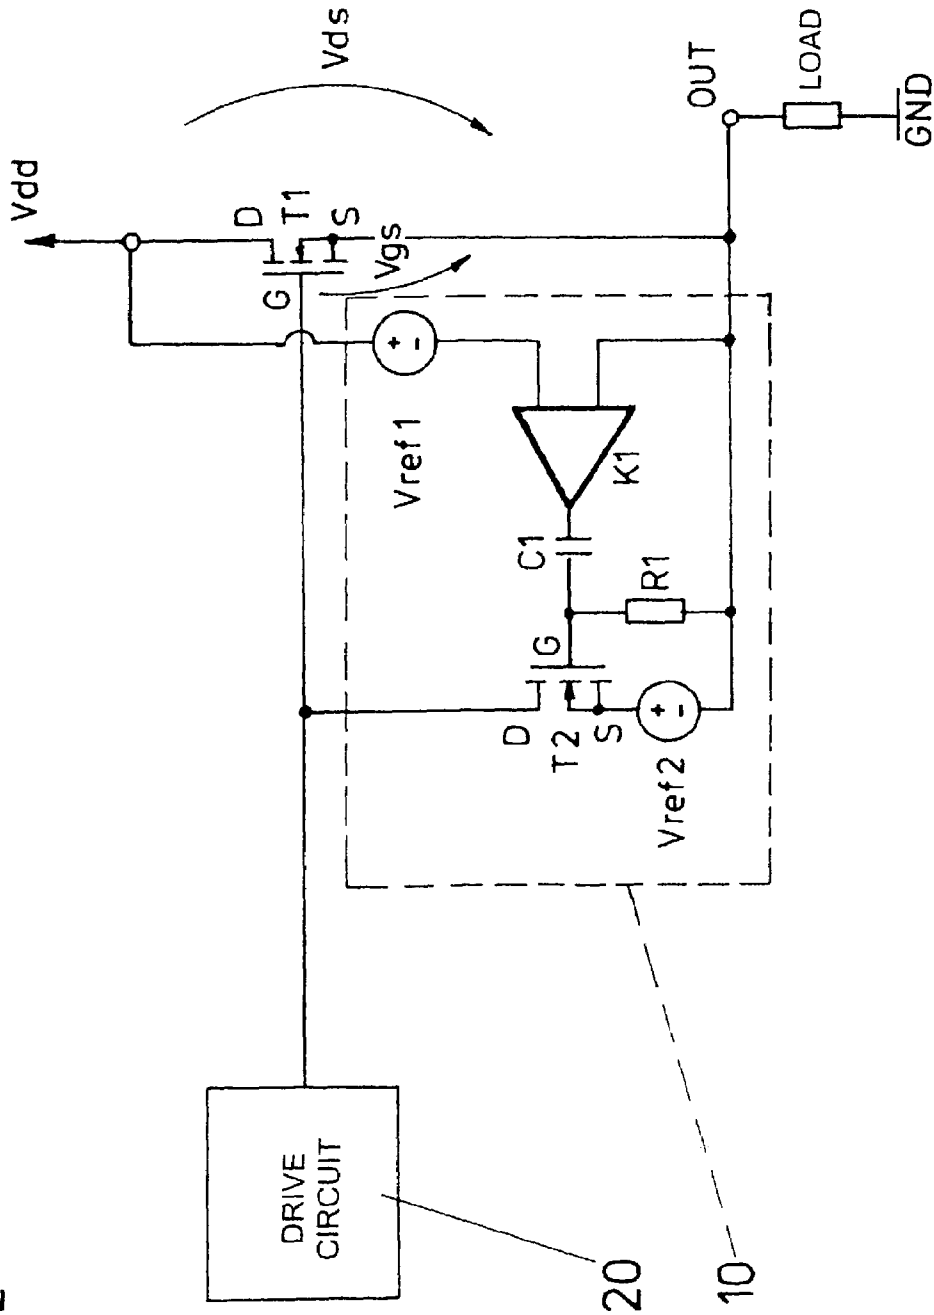 Vdd
Vds
D
T1
G
S
Vgs
OUT
LOAD
GND
Vref1
K1
C1
R1
D
G
T2
S
Vref2
DRIVE
CIRCUIT
20
10
+
-
+
-